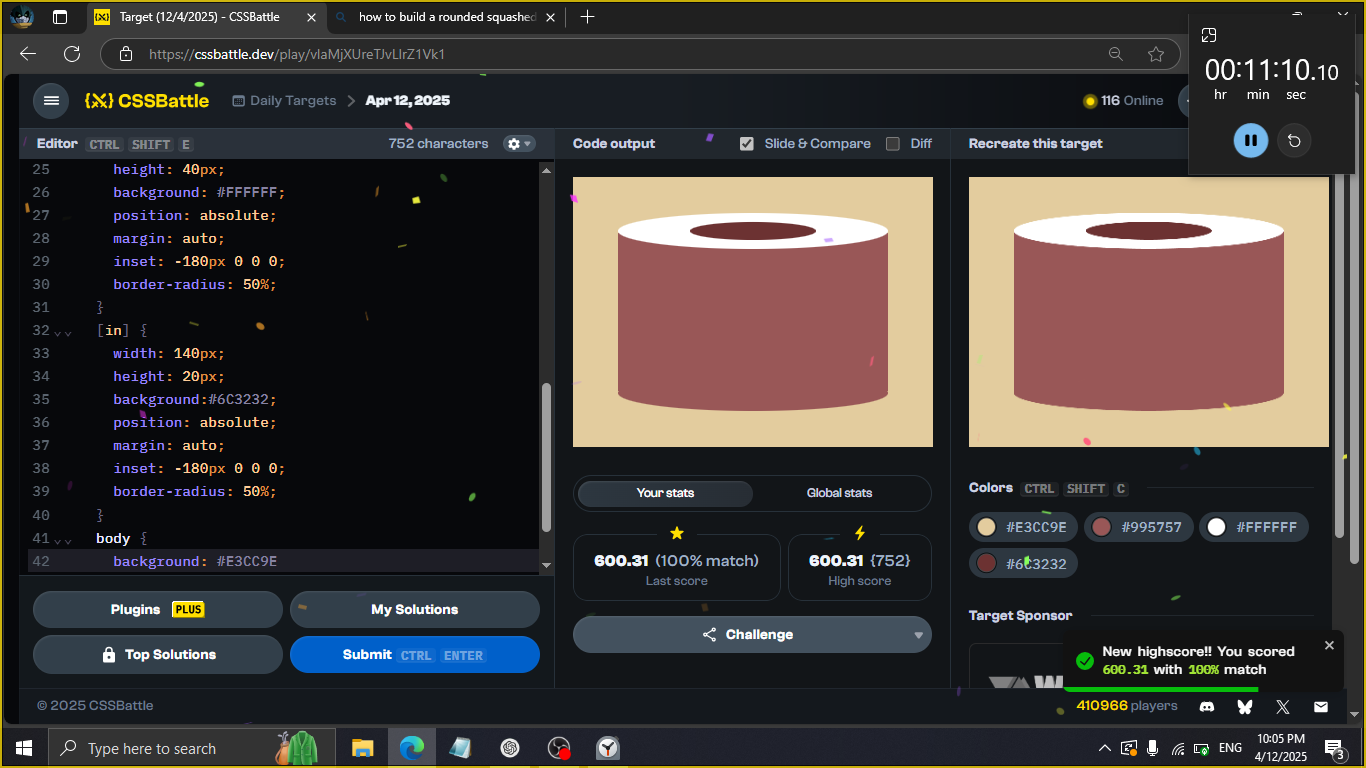 Target (12/4/2025) - CSSBattle
how to build a rounded squashed
https://cssbattle.dev/play/vlaMjXUreTJvLlrZ1Vk1
00:11:10.10
hr min sec
{X} CSSBattle
Daily Targets
Apr 12, 2025
116 Online
Editor CTRL SHIFT E
752 characters
Code output
Slide & Compare
Diff
Recreate this target
25 height: 40px;
26 background: #FFFFFF;
27 position: absolute;
28 margin: auto;
29 inset: -180px 0 0 0;
30 border-radius: 50%;
31 }
32 [in] {
33 width: 140px;
34 height: 20px;
35 background:#6C3232;
36 position: absolute;
37 margin: auto;
38 inset: -180px 0 0 0;
39 border-radius: 50%;
40 }
41 body {
42 background: #E3CC9E
Plugins PLUS
My Solutions
Top Solutions
Submit CTRL ENTER
Your stats
Global stats
600.31 (100% match)
Last score
600.31 {752}
High score
Challenge
Colors CTRL SHIFT C
#E3CC9E
#995757
#FFFFFF
#6C3232
Target Sponsor
W
New highscore!! You scored
600.31 with 100% match
© 2025 CSSBattle
410966 players
Type here to search
ENG
10:05 PM
4/12/2025
3